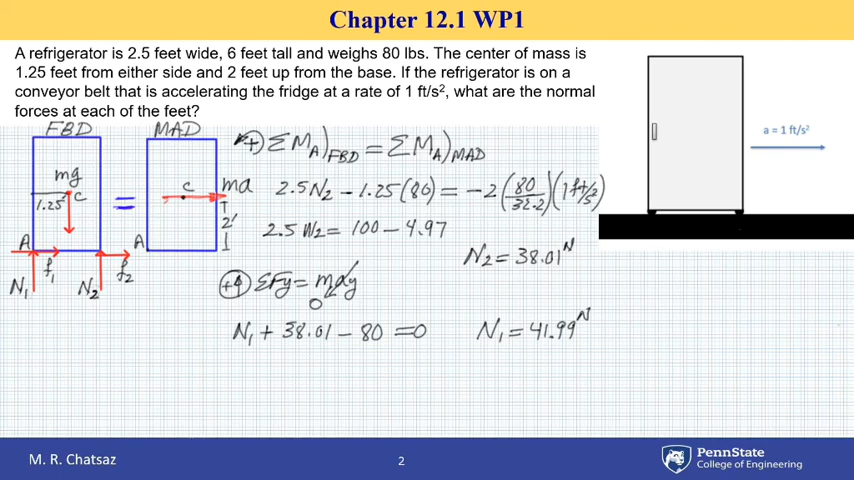 Chapter 12.1 WP1
A refrigerator is 2.5 feet wide, 6 feet tall and weighs 80 lbs. The center of mass is
1.25 feet from either side and 2 feet up from the base. If the refrigerator is on a
conveyor belt that is accelerating the fridge at a rate of 1 ft/s², what are the normal
forces at each of the feet?
FBD
MAD
mg
C
1.25'
A
N₁
f₁
N₂
f₂
=
C
ma
2'
A
+ ΣM_A)_FBD = ΣM_A)_MAD
2.5N₂ - 1.25(80) = -2(80/32.2)(1 ft/s²)
2.5N₂ = 100 - 4.97
N₂ = 38.01 N
+ ΣFy = may
0
N₁ + 38.01 - 80 = 0
N₁ = 41.99 N
a = 1 ft/s²
M. R. Chatsaz
2
PennState
College of Engineering